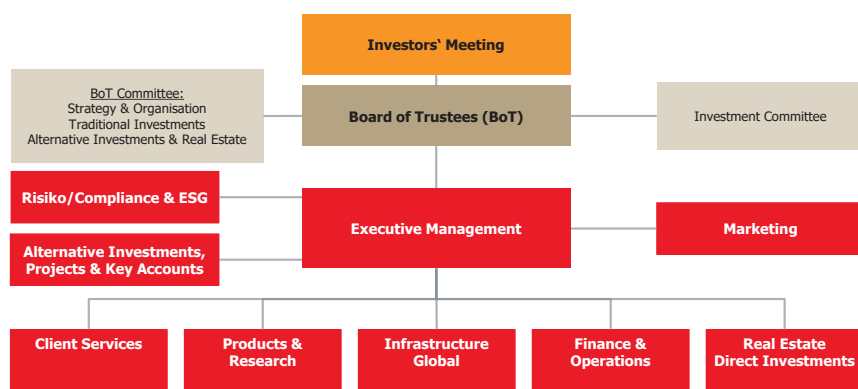 Investors‘ Meeting
BoT Committee:
Strategy & Organisation
Traditional Investments
Alternative Investments & Real Estate
Board of Trustees (BoT)
Investment Committee
Risiko/Compliance & ESG
Executive Management
Marketing
Alternative Investments,
Projects & Key Accounts
Client Services
Products &
Research
Infrastructure
Global
Finance &
Operations
Real Estate
Direct Investments